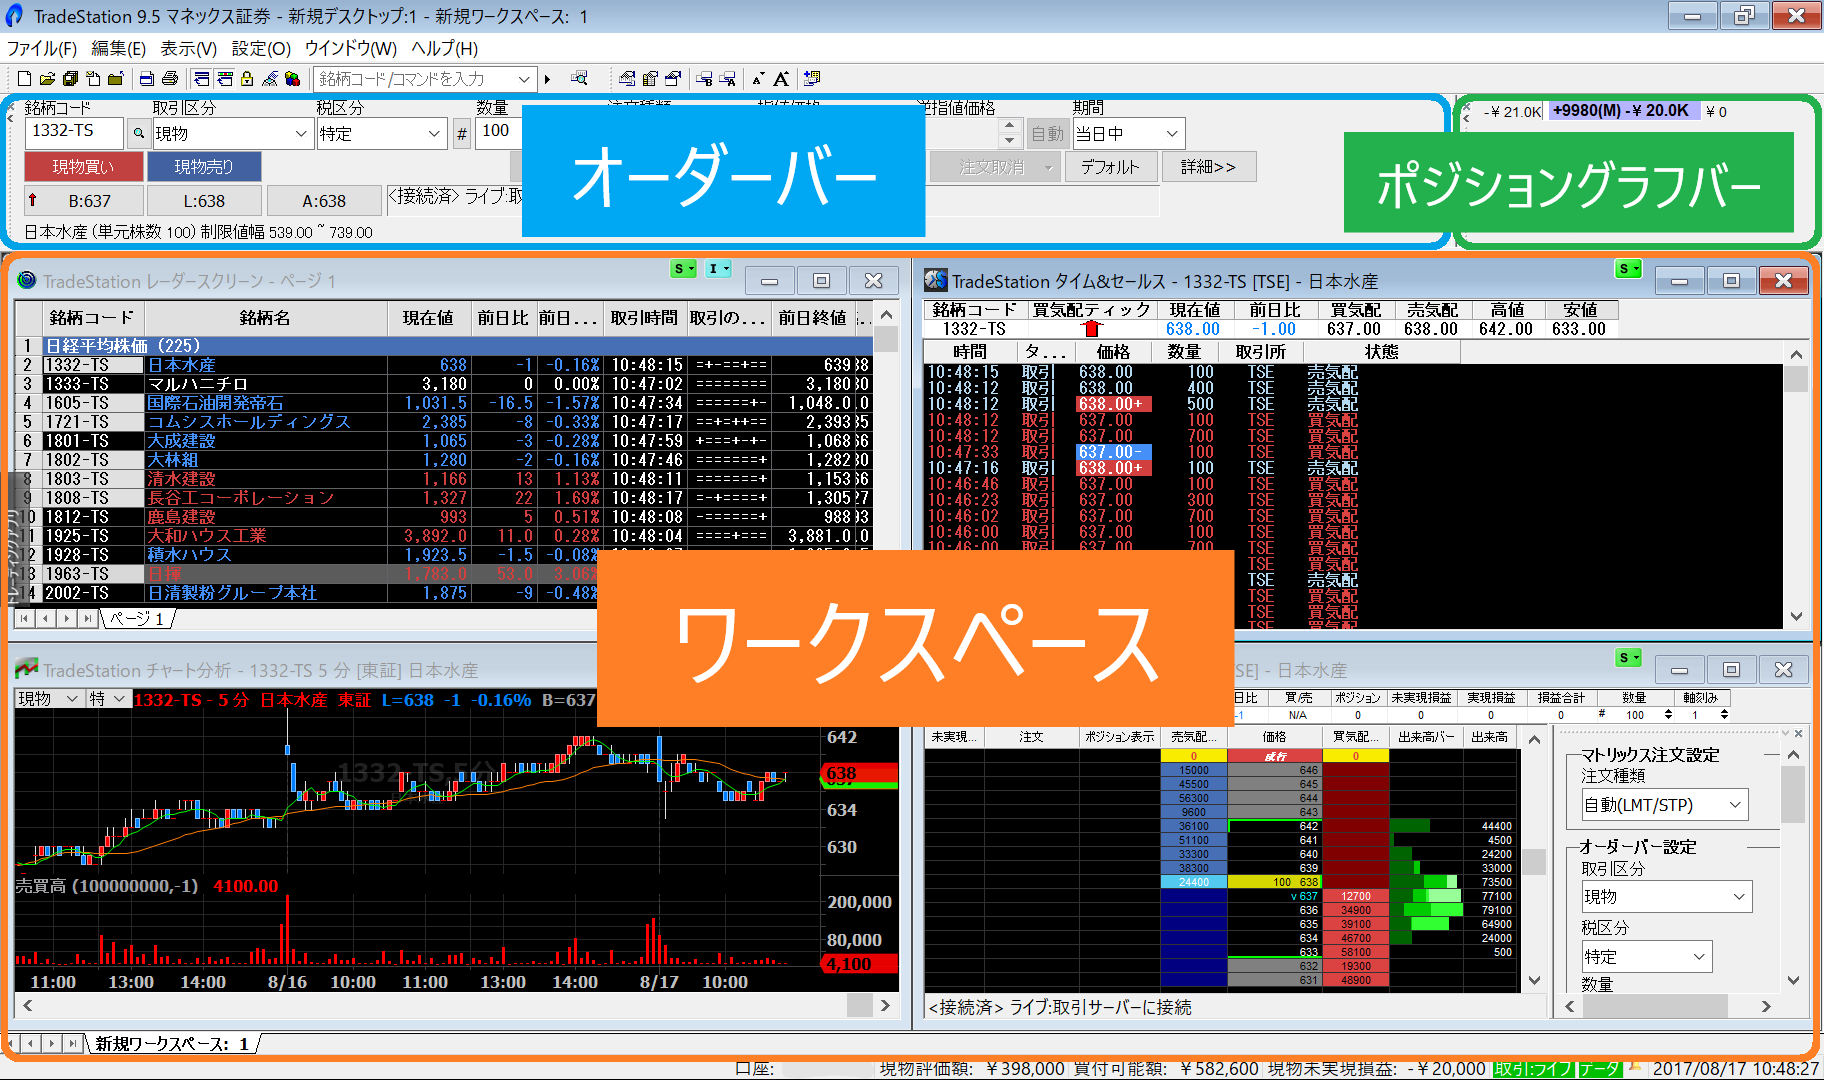 TradeStation 9.5 マネックス証券 - 新規デスクトップ:1 - 新規ワークスペース: 1
ファイル(F) 編集(E) 表示(V) 設定(O) ウインドウ(W) ヘルプ(H)
銘柄コード/コマンドを入力
銘柄コード 取引区分 税区分 数量 逆指値価格 期間
1332-TS 現物 特定 # 100 自動 当日中
現物買い 現物売り 注文取消 デフォルト 詳細>>
B:637 L:638 A:638 <接続済> ライブ:取
日本水産 (単元株数 100) 制限値幅 539.00 ~ 739.00
オーダーバー
-¥ 21.0K +9980(M) -¥ 20.0K ¥ 0
ポジショングラフバー
TradeStation レーダースクリーン - ページ 1
銘柄コード 銘柄名 現在値 前日比 前日... 取引時間 取引の... 前日終値
1 日経平均株価 (225)
2 1332-TS 日本水産 638 -1 -0.16% 10:48:15 =+-===+== 639
3 1333-TS マルハニチロ 3,180 0 0.00% 10:47:02 ========= 3,180
4 1605-TS 国際石油開発帝石 1,031.5 -16.5 -1.57% 10:47:34 ======+- 1,048.0
5 1721-TS コムシスホールディングス 2,385 -8 -0.33% 10:47:17 2,393
6 1801-TS 大成建設 1,065 -3 -0.28% 10:47:59 1,068
7 1802-TS 大林組 1,280 -2 -0.16% 10:47:46 =======+ 1,282
8 1803-TS 清水建設 1,166 13 1.13% 10:48:11 1,153
9 1808-TS 長谷工コーポレーション 1,327 22 1.69% 10:48:17 1,305
10 1812-TS 鹿島建設 993 5 0.51% 10:48:08 -======+ 988
11 1925-TS 大和ハウス工業 3,892.0 11.0 0.28% 10:48:04 ====+=== 3,881.0
12 1928-TS 積水ハウス 1,923.5 -1.5 -0.08%
13 1963-TS 日揮 1,783.0 53.0 3.06%
14 2002-TS 日清製粉グループ本社 1,875 -9 -0.48%
ページ 1
TradeStation タイム&セールス - 1332-TS [TSE] - 日本水産
銘柄コード 買気配ティック 現在値 前日比 買気配 売気配 高値 安値
1332-TS 638.00 -1.00 637.00 638.00 642.00 633.00
時間 タ... 価格 数量 取引所 状態
10:48:15 取引 638.00 100 TSE 売気配
10:48:12 取引 638.00 400 TSE 売気配
10:48:12 取引 638.00+ 500 TSE 売気配
10:48:12 取引 637.00 100 TSE 買気配
10:48:12 取引 637.00 700 TSE 買気配
10:47:33 取引 637.00- 100 TSE 買気配
10:47:16 取引 638.00+ 100 TSE 売気配
10:46:46 取引 637.00 100 TSE 買気配
10:46:23 取引 637.00 300 TSE 買気配
10:46:02 取引 637.00 700 TSE 買気配
10:46:00 取引 637.00 100 TSE 買気配
10:46:00 取引 637.00 700 TSE 買気配
TSE 買気配
TSE 売気配
TSE 買気配
TSE 買気配
TSE 買気配
ワークスペース
TradeStation チャート分析 - 1332-TS 5 分 [東証] 日本水産
現物 特 1332-TS - 5 分 日本水産 東証 L=638 -1 -0.16% B=637
1332-TS,5分
642
638
634
630
売買高 (100000000,-1) 4100.00
200,000
80,000
4,100
11:00 13:00 14:00 8/16 10:00 11:00 13:00 14:00 8/17 10:00
SE] - 日本水産
日比 買/売 ポジション 未実現損益 実現損益 損益合計 数量 軸刻み
-1 N/A 0 0 0 0 # 100 1
未実現... 注文 ポジション表示 売気配... 価格 買気配... 出来高バー 出来高
0 成行 0
15000 646
45500 645
56300 644
9600 643
36100 642 44400
51100 641 4500
33300 640 24200
38300 639 33000
24400 100 638 73500
v 637 12700 77100
636 34900 79100
635 39100 64900
634 46700 24000
633 58100 500
632 19300
631 48900
<接続済> ライブ:取引サーバーに接続
マトリックス注文設定
注文種類
自動(LMT/STP)
オーダーバー設定
取引区分
現物
税区分
特定
数量
新規ワークスペース: 1
口座: 現物評価額: ¥398,000 買付可能額: ¥582,600 現物未実現損益: -¥20,000 取引:ライブ データ 2017/08/17 10:48:27